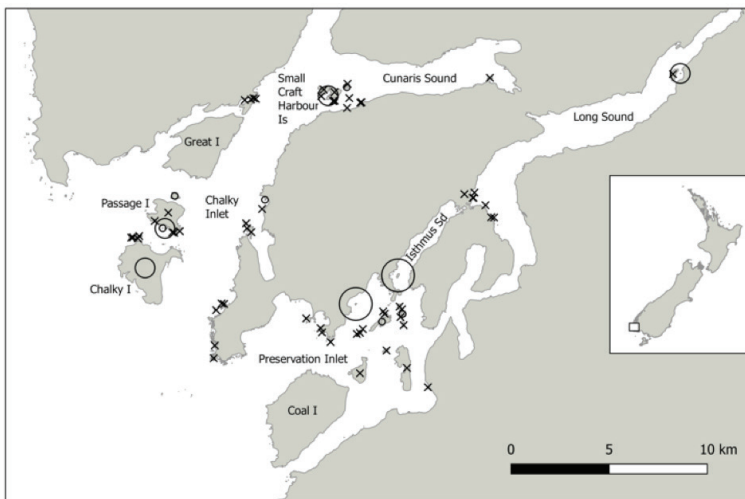 Small
Craft
Harbour
Is
Cunaris Sound
Long Sound
Great I
Passage I
Chalky
Inlet
Isthmus Sd
Chalky I
Preservation Inlet
Coal I
0
5
10 km